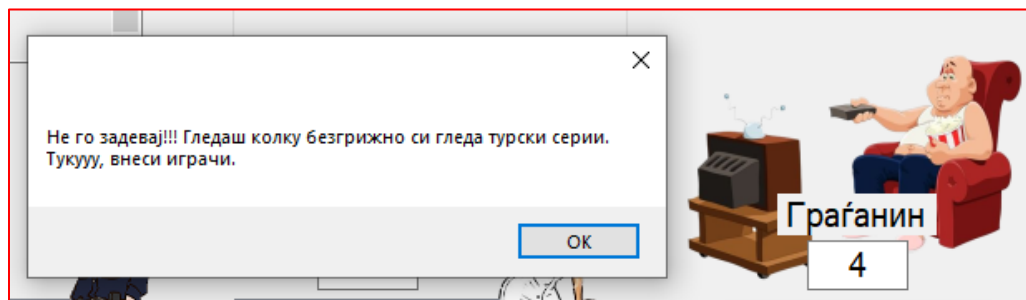 Не го задевај!!! Гледаш колку безгрижно си гледа турски серии.
Тукууу, внеси играчи.
OK
Граѓанин
4